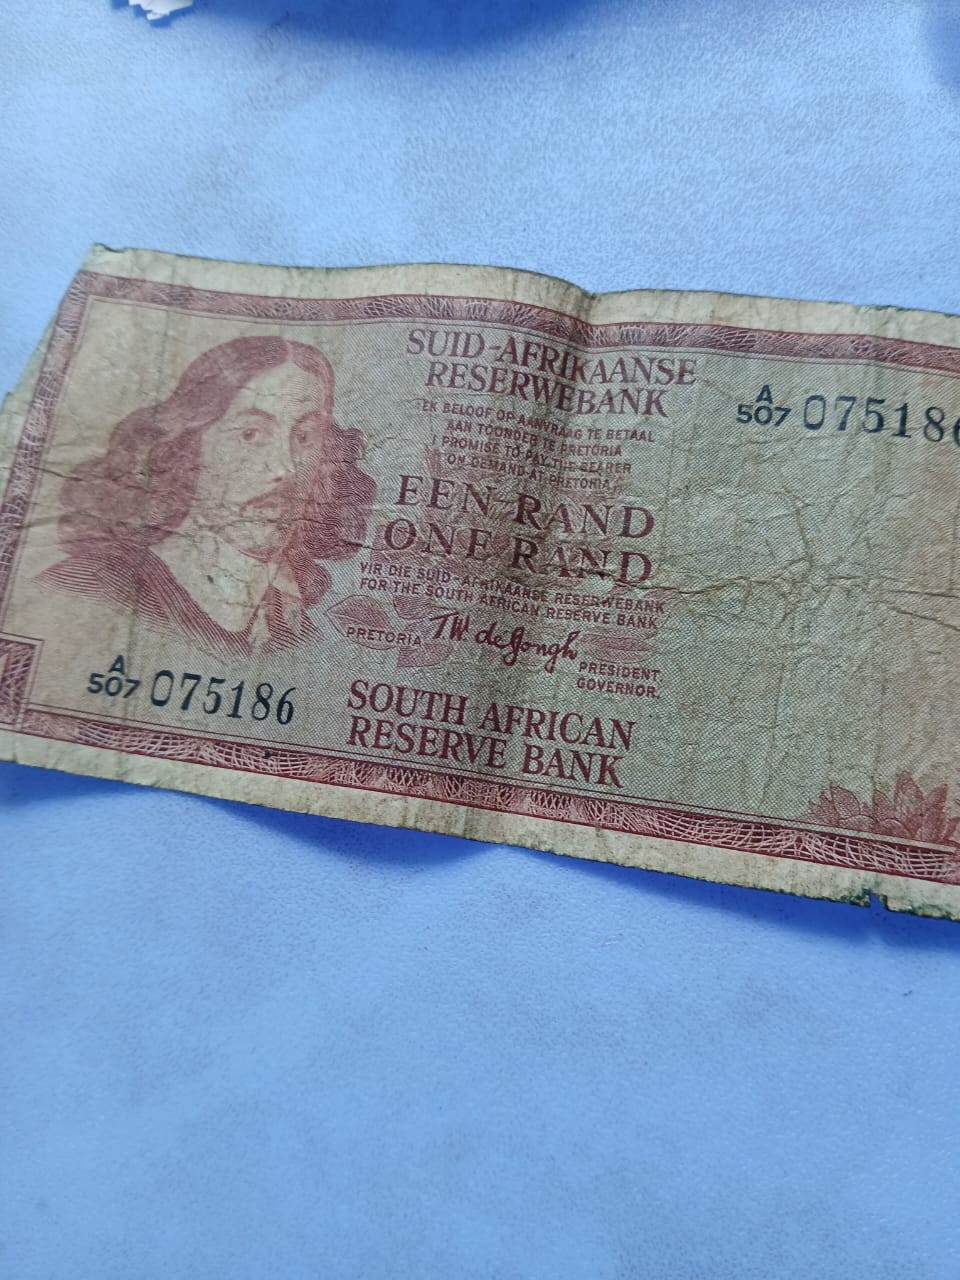 SUID-AFRIKAANSE
RESERWEBANK
EK BELOOF OP AANVRAAG TE BETAAL
AAN TOONDER TE PRETORIA
I PROMISE TO PAY THE BEARER
ON DEMAND AT PRETORIA
A
507 075186
EEN RAND
ONE RAND
VIR DIE SUID-AFRIKAANSE RESERWEBANK
FOR THE SOUTH AFRICAN RESERVE BANK
PRETORIA T.W. de Jongh
PRESIDENT.
GOVERNOR.
A
507 075186
SOUTH AFRICAN
RESERVE BANK